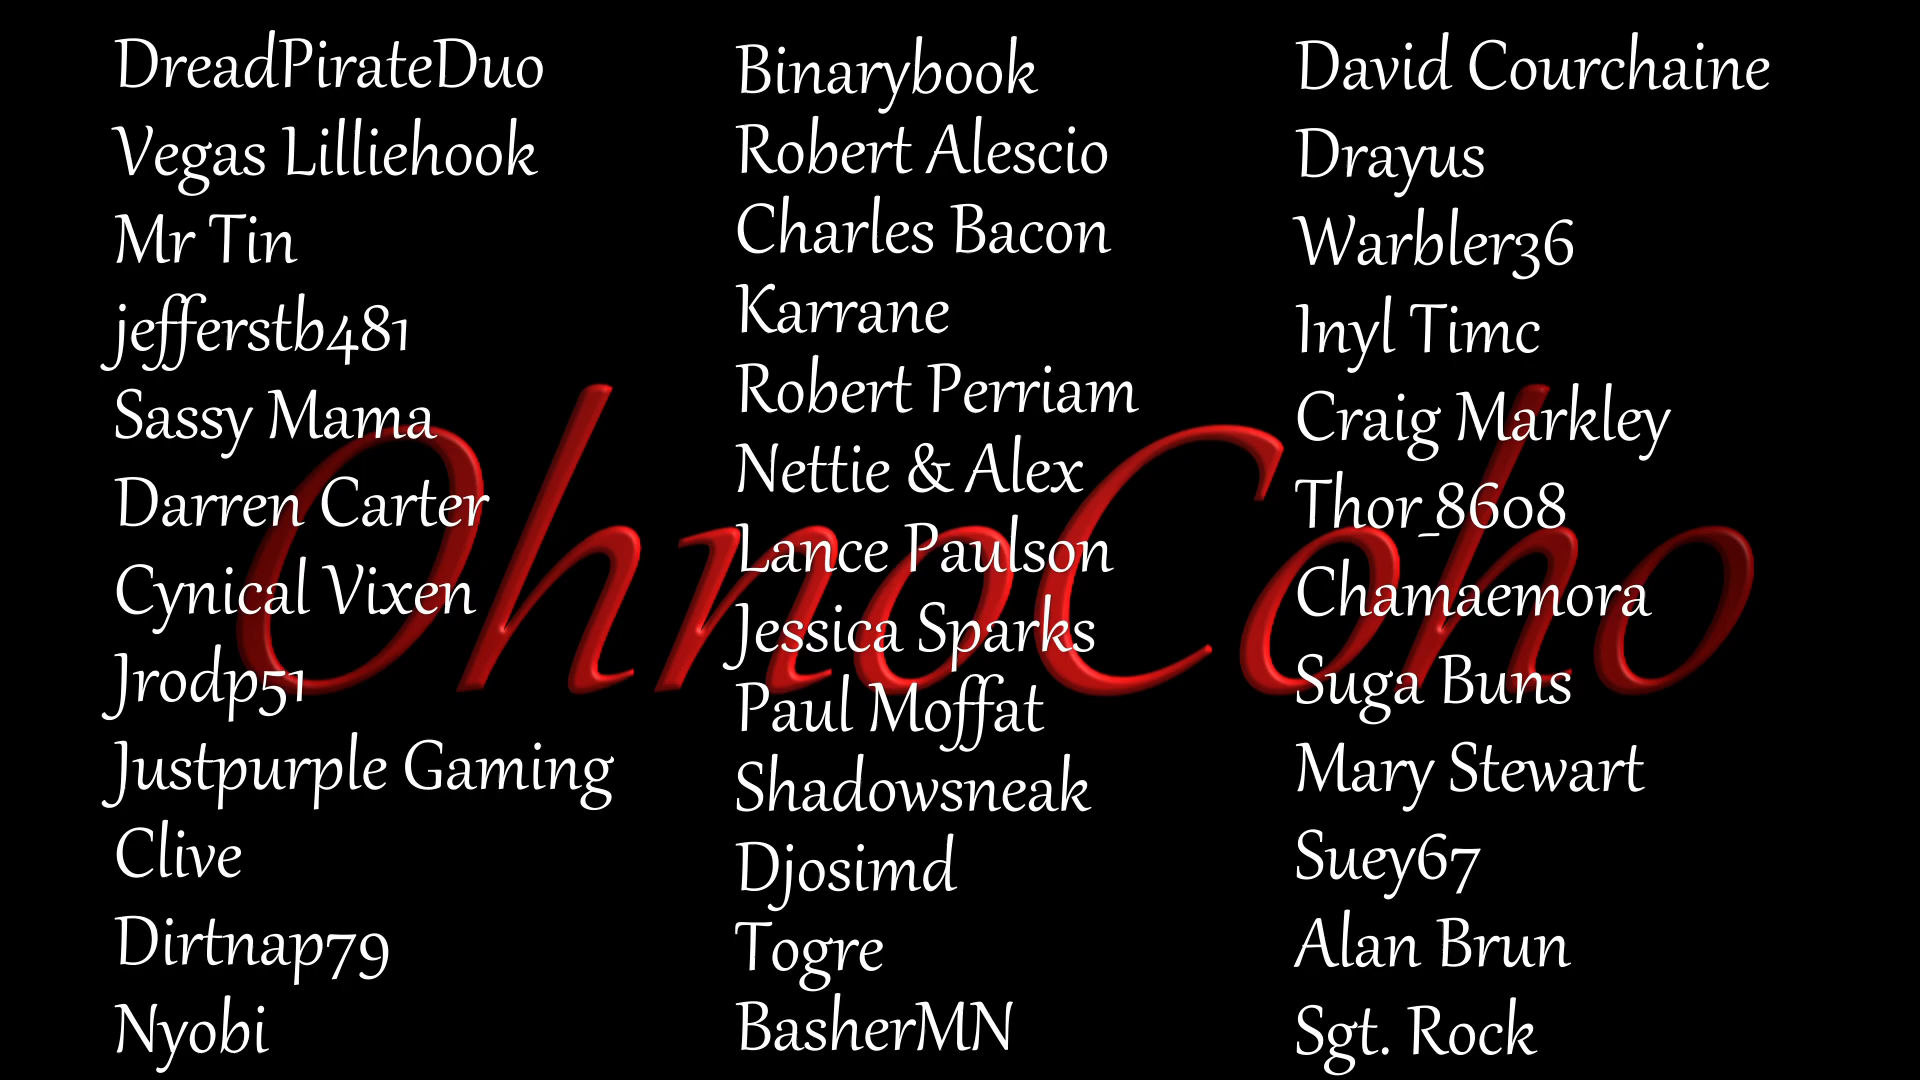 DreadPirateDuo
Vegas Lilliehook
Mr Tin
jefferstb481
Sassy Mama
Darren Carter
Cynical Vixen
Jrodp51
Justpurple Gaming
Clive
Dirtnap79
Nyobi
Binarybook
Robert Alescio
Charles Bacon
Karrane
Robert Perriam
Nettie & Alex
Lance Paulson
Jessica Sparks
Paul Moffat
Shadowsneak
Djosimd
Togre
BasherMN
David Courchaine
Drayus
Warbler36
Inyl Timc
Craig Markley
Thor_8608
Chamaemora
Suga Buns
Mary Stewart
Suey67
Alan Brun
Sgt. Rock
OhnoCoho